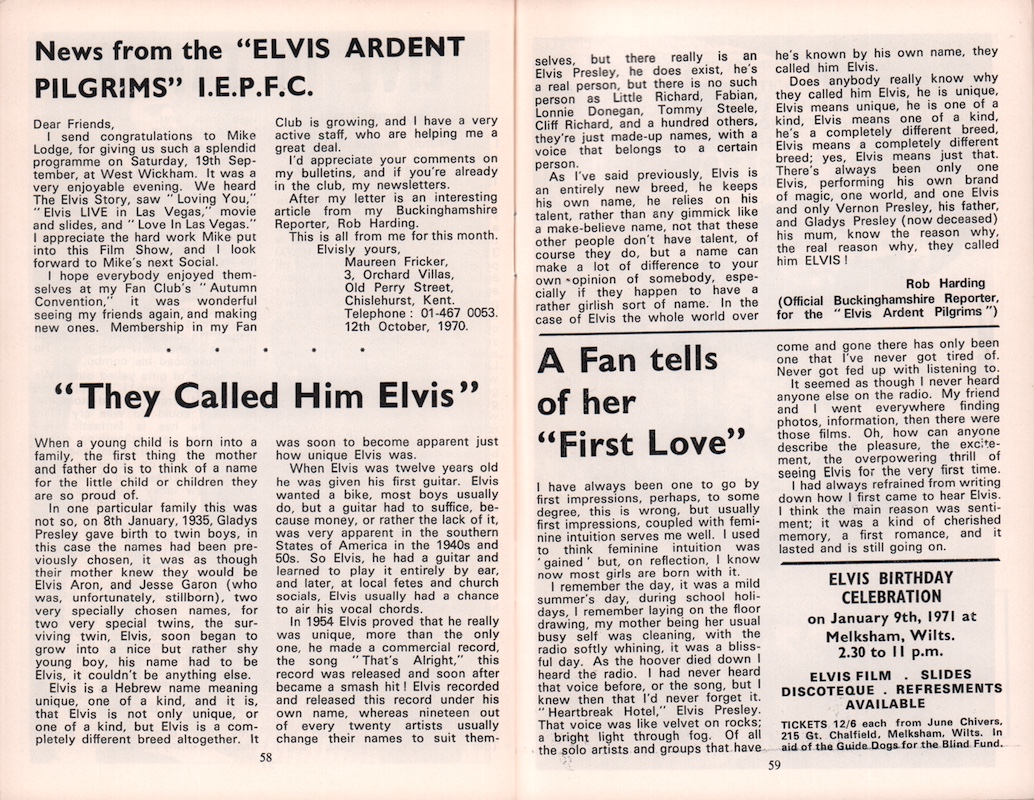 News from the “ELVIS ARDENT
PILGRIMS” I.E.P.F.C.
Dear Friends,
I send congratulations to Mike
Lodge, for giving us such a splendid
programme on Saturday, 19th Sep-
tember, at West Wickham. It was a
very enjoyable evening. We heard
The Elvis Story, saw “ Loving You,”
“ Elvis LIVE in Las Vegas,” movie
and slides, and “ Love In Las Vegas.”
I appreciate the hard work Mike put
into this Film Show, and I look
forward to Mike’s next Social.
I hope everybody enjoyed them-
selves at my Fan Club’s “ Autumn
Convention,” it was wonderful
seeing my friends again, and making
new ones. Membership in my Fan
Club is growing, and I have a very
active staff, who are helping me a
great deal.
I’d appreciate your comments on
my bulletins, and if you’re already
in the club, my newsletters.
After my letter is an interesting
article from my Buckinghamshire
Reporter, Rob Harding.
This is all from me for this month.
Elvisly yours,
Maureen Fricker,
3, Orchard Villas,
Old Perry Street,
Chislehurst, Kent.
Telephone : 01-467 0053.
12th October, 1970.
“They Called Him Elvis”
When a young child is born into a
family, the first thing the mother
and father do is to think of a name
for the little child or children they
are so proud of.
In one particular family this was
not so, on 8th January, 1935, Gladys
Presley gave birth to twin boys, in
this case the names had been pre-
viously chosen, it was as though
their mother knew they would be
Elvis Aron, and Jesse Garon (who
was, unfortunately, stillborn), two
very specially chosen names, for
two very special twins, the sur-
viving twin, Elvis, soon began to
grow into a nice but rather shy
young boy, his name had to be
Elvis, it couldn’t be anything else.
Elvis is a Hebrew name meaning
unique, one of a kind, and it is,
that Elvis is not only unique, or
one of a kind, but Elvis is a com-
pletely different breed altogether. It
was soon to become apparent just
how unique Elvis was.
When Elvis was twelve years old
he was given his first guitar. Elvis
wanted a bike, most boys usually
do, but a guitar had to suffice, be-
cause money, or rather the lack of it,
was very apparent in the southern
States of America in the 1940s and
50s. So Elvis, he had a guitar and
learned to play it entirely by ear,
and later, at local fetes and church
socials, Elvis usually had a chance
to air his vocal chords.
In 1954 Elvis proved that he really
was unique, more than the only
one, he made a commercial record,
the song “ That’s Alright,” this
record was released and soon after
became a smash hit ! Elvis recorded
and released this record under his
own name, whereas nineteen out
of every twenty artists usually
change their names to suit them-
58
selves, but there really is an
Elvis Presley, he does exist, he’s
a real person, but there is no such
person as Little Richard, Fabian,
Lonnie Donegan, Tommy Steele,
Cliff Richard, and a hundred others,
they’re just made-up names, with a
voice that belongs to a certain
person.
As I’ve said previously, Elvis is
an entirely new breed, he keeps
his own name, he relies on his
talent, rather than any gimmick like
a make-believe name, not that these
other people don’t have talent, of
course they do, but a name can
make a lot of difference to your
own opinion of somebody, espe-
cially if they happen to have a
rather girlish sort of name. In the
case of Elvis the whole world over
he’s known by his own name, they
called him Elvis.
Does anybody really know why
they called him Elvis, he is unique,
Elvis means unique, he is one of a
kind, Elvis means one of a kind,
he’s a completely different breed,
Elvis means a completely different
breed; yes, Elvis means just that.
There’s always been only one
Elvis, performing his own brand
of magic, one world, and one Elvis
and only Vernon Presley, his father,
and Gladys Presley (now deceased)
his mum, know the reason why,
the real reason why, they called
him ELVIS !
Rob Harding
(Official Buckinghamshire Reporter,
for the “ Elvis Ardent Pilgrims ”)
A Fan tells
of her
“First Love”
I have always been one to go by
first impressions, perhaps, to some
degree, this is wrong, but usually
first impressions, coupled with femi-
nine intuition serves me well. I used
to think feminine intuition was
‘ gained ’ but, on reflection, I know
now most girls are born with it.
I remember the day, it was a mild
summer’s day, during school holi-
days, I remember laying on the floor
drawing, my mother being her usual
busy self was cleaning, with the
radio softly whining, it was a bliss-
ful day. As the hoover died down I
heard the radio. I had never heard
that voice before, or the song, but I
knew then that I’d never forget it.
“ Heartbreak Hotel,” Elvis Presley.
That voice was like velvet on rocks;
a bright light through fog. Of all
the solo artists and groups that have
come and gone there has only been
one that I’ve never got tired of.
Never got fed up with listening to.
It seemed as though I never heard
anyone else on the radio. My friend
and I went everywhere finding
photos, information, then there were
those films. Oh, how can anyone
describe the pleasure, the excite-
ment, the overpowering thrill of
seeing Elvis for the very first time.
I had always refrained from writing
down how I first came to hear Elvis.
I think the main reason was senti-
ment; it was a kind of cherished
memory, a first romance, and it
lasted and is still going on.
ELVIS BIRTHDAY
CELEBRATION
on January 9th, 1971 at
Melksham, Wilts.
2.30 to 11 p.m.
ELVIS FILM . SLIDES
DISCOTEQUE . REFRESMENTS
AVAILABLE
TICKETS 12/6 each from June Chivers,
215 Gt. Chalfield, Melksham, Wilts. In
aid of the Guide Dogs for the Blind Fund.
59